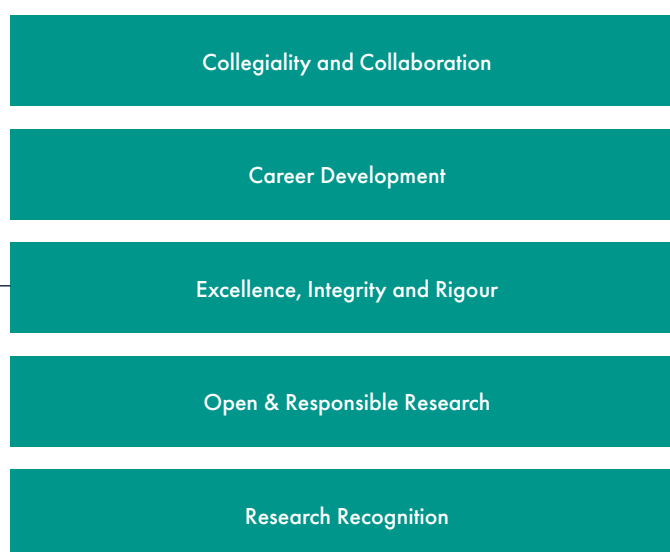 Collegiality and Collaboration
Career Development
Excellence, Integrity and Rigour
Open & Responsible Research
Research Recognition